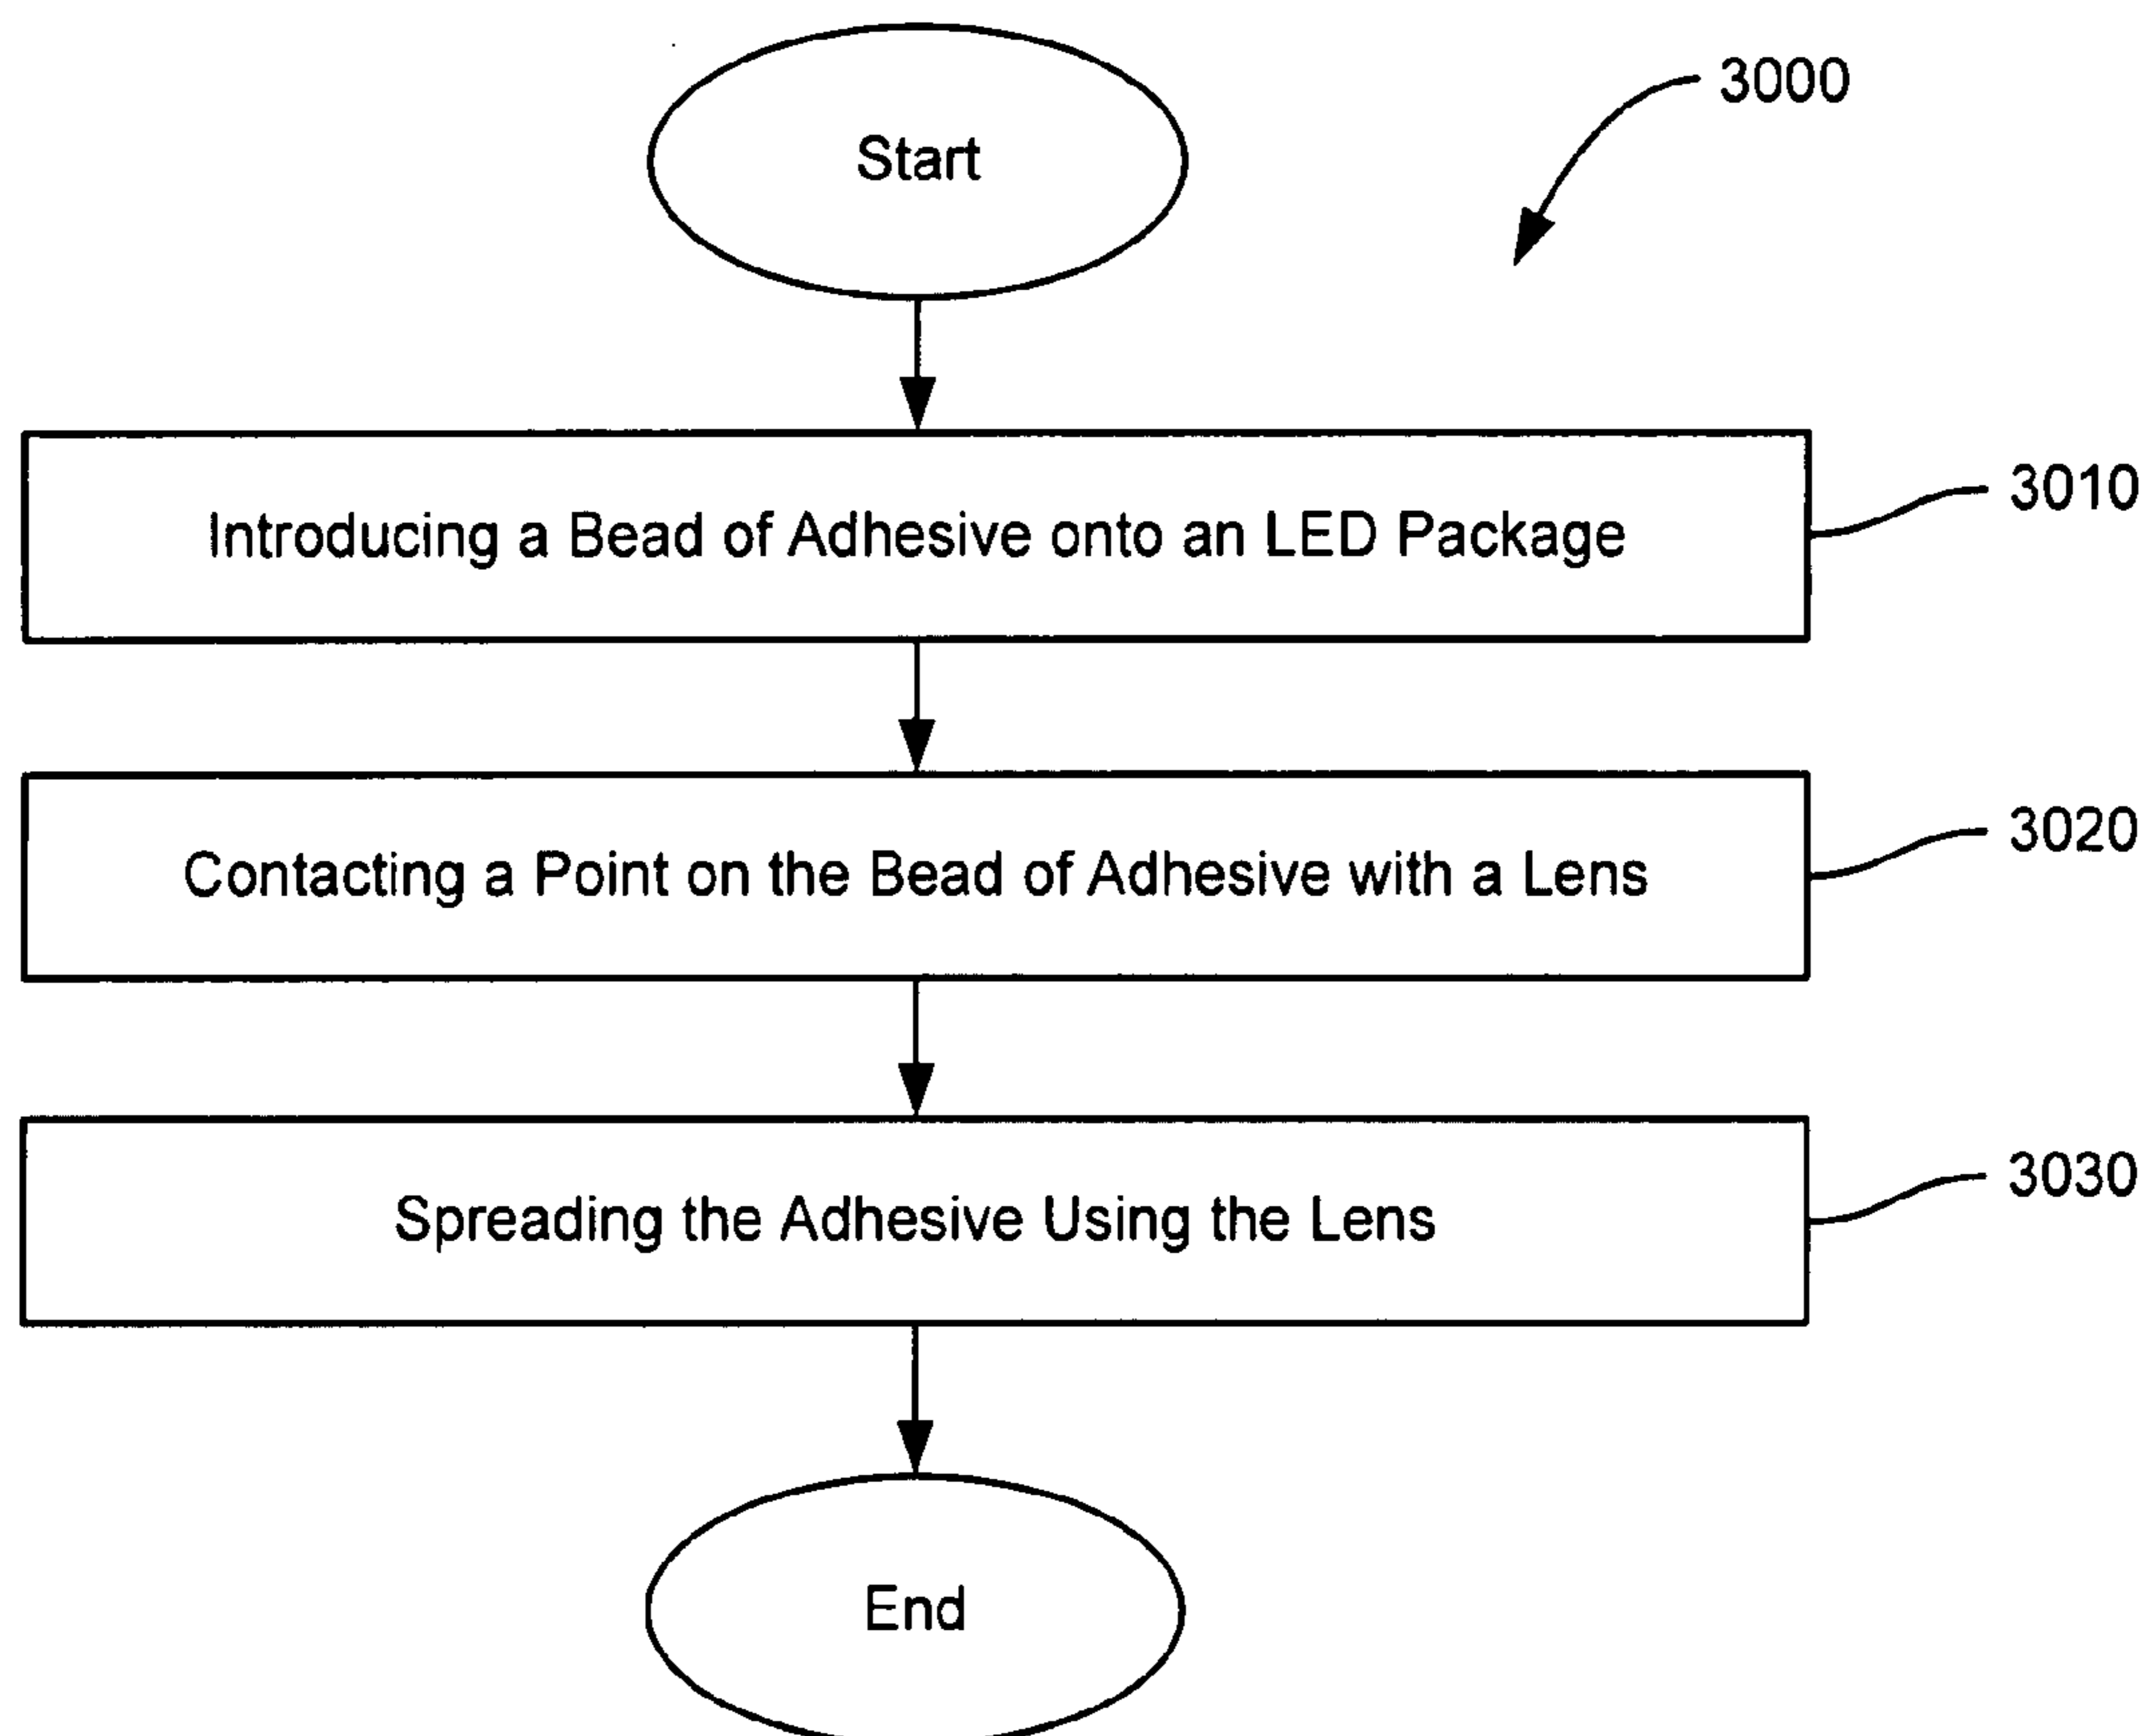 Start
3000
Introducing a Bead of Adhesive onto an LED Package
3010
Contacting a Point on the Bead of Adhesive with a Lens
3020
Spreading the Adhesive Using the Lens
3030
End